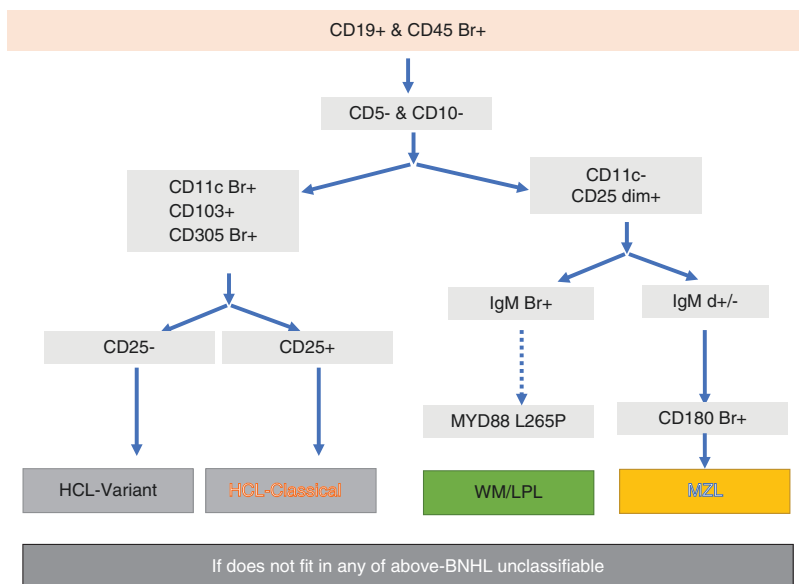 CD19+ & CD45 Br+
CD5- & CD10-
CD11c Br+
CD103+
CD305 Br+
CD11c-
CD25 dim+
IgM Br+
IgM d+/-
CD25-
CD25+
MYD88 L265P
CD180 Br+
HCL-Variant
HCL-Classical
WM/LPL
MZL
If does not fit in any of above-BNHL unclassifiable